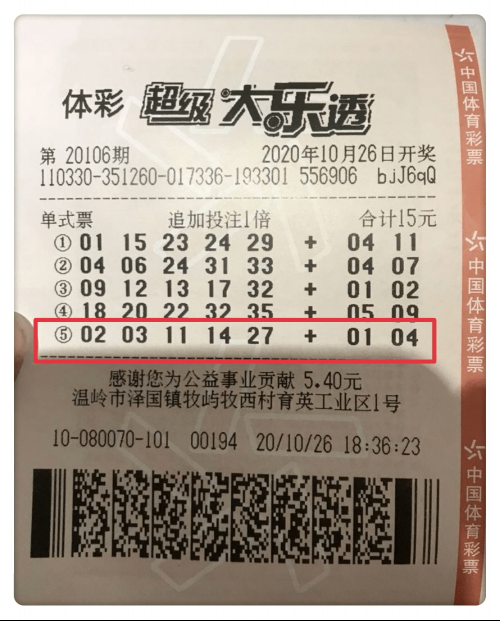 体彩 超级大乐透
第 20106期 2020年10月26日开奖
110330-351260-017336-193301 556906 bjJ6qQ
单式票 追加投注1倍 合计15元
① 01 15 23 24 29 + 04 11
② 04 06 24 31 33 + 04 07
③ 09 12 13 17 32 + 01 02
④ 18 20 22 32 35 + 05 09
⑤ 02 03 11 14 27 + 01 04
感谢您为公益事业贡献 5.40元
温岭市泽国镇牧屿牧西村育英工业区1号
10-080070-101 00194 20/10/26 18:36:23
中国体育彩票
中国体育彩票
中国体育彩票